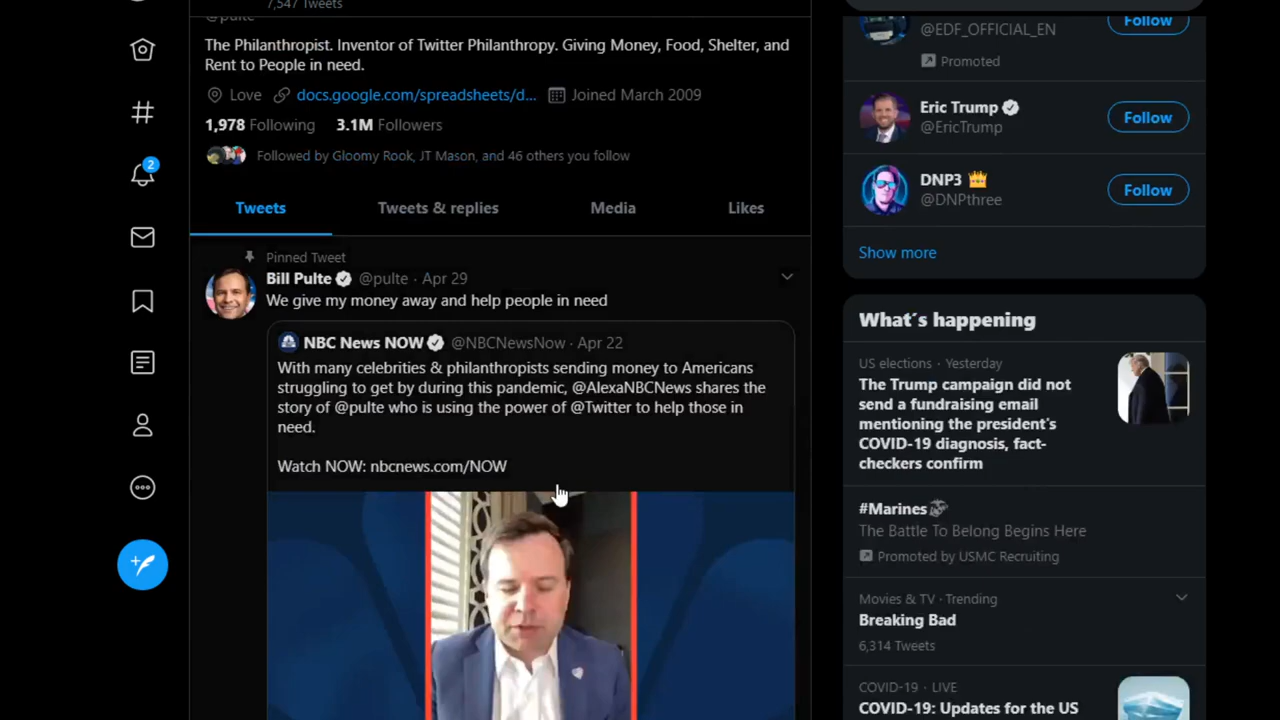 7,547 Tweets
@pulte
The Philanthropist. Inventor of Twitter Philanthropy. Giving Money, Food, Shelter, and
Rent to People in need.
Love docs.google.com/spreadsheets/d... Joined March 2009
1,978 Following 3.1M Followers
Followed by Gloomy Rook, JT Mason, and 46 others you follow
Tweets Tweets & replies Media Likes
Pinned Tweet
Bill Pulte @pulte · Apr 29
We give my money away and help people in need
NBC News NOW @NBCNewsNow · Apr 22
With many celebrities & philanthropists sending money to Americans
struggling to get by during this pandemic, @AlexaNBCNews shares the
story of @pulte who is using the power of @Twitter to help those in
need.
Watch NOW: nbcnews.com/NOW
2
@EDF_OFFICIAL_EN
Follow
Promoted
Eric Trump
@EricTrump
Follow
DNP3 👑
@DNPthree
Follow
Show more
What's happening
US elections · Yesterday
The Trump campaign did not
send a fundraising email
mentioning the president's
COVID-19 diagnosis, fact-
checkers confirm
#Marines
The Battle To Belong Begins Here
Promoted by USMC Recruiting
Movies & TV · Trending
Breaking Bad
6,314 Tweets
COVID-19 · LIVE
COVID-19: Updates for the US